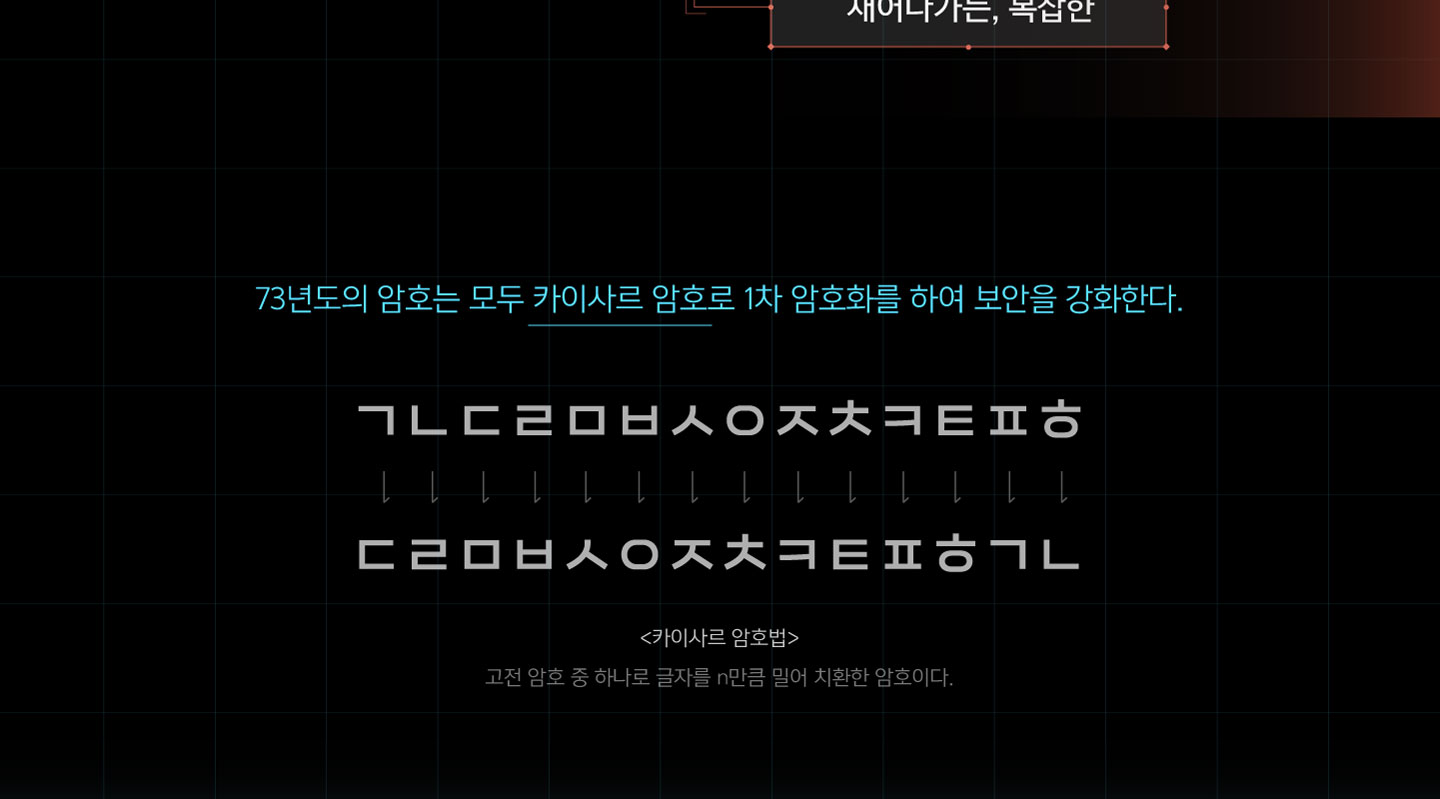 새어나가는, 복잡한
73년도의 암호는 모두 카이사르 암호로 1차 암호화를 하여 보안을 강화한다.
ㄱㄴㄷㄹㅁㅂㅅㅇㅈㅊㅋㅌㅍㅎ
ㄷㄹㅁㅂㅅㅇㅈㅊㅋㅌㅍㅎㄱㄴ
<카이사르 암호법>
고전 암호 중 하나로 글자를 n만큼 밀어 치환한 암호이다.